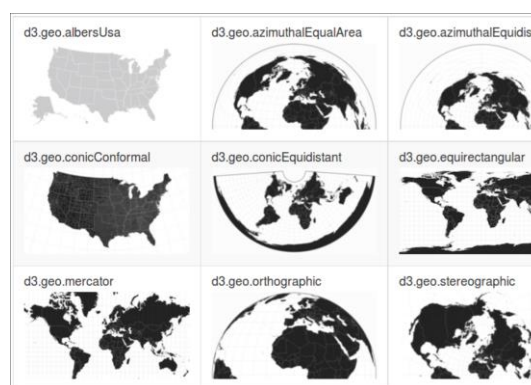 d3.geo.albersUsa
d3.geo.azimuthalEqualArea
d3.geo.azimuthalEquidis
d3.geo.conicConformal
d3.geo.conicEquidistant
d3.geo.equirectangular
d3.geo.mercator
d3.geo.orthographic
d3.geo.stereographic